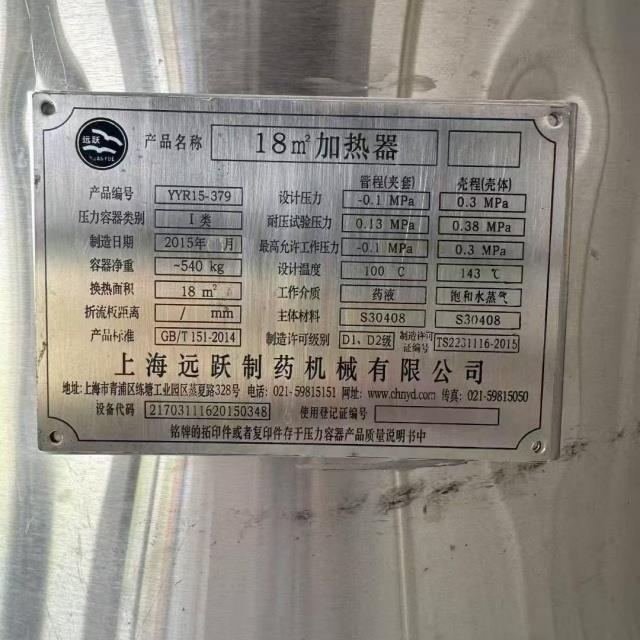 远跃
YUAN YUE
产品名称 18㎡加热器
管程(夹套) 壳程(壳体)
产品编号 YYR15-379 设计压力 -0.1 MPa 0.3 MPa
压力容器类别 I 类 耐压试验压力 0.13 MPa 0.38 MPa
制造日期 2015年 月 最高允许工作压力 -0.1 MPa 0.3 MPa
容器净重 ~540 kg 设计温度 100 C 143 ℃
换热面积 18 ㎡ 工作介质 药液 饱和水蒸气
折流板距离 / mm 主体材料 S30408 S30408
产品标准 GB/T 151-2014 制造许可级别 D1、D2级 制造许可证编号 TS2231116-2015
上海远跃制药机械有限公司
地址:上海市青浦区练塘工业园区蒸夏路328号 电话: 021-59815151 网址: www.chnyd.com 传真: 021-59815050
设备代码 21703111620150348 使用登记证编号
铭牌的拓印件或者复印件存于压力容器产品质量说明书中